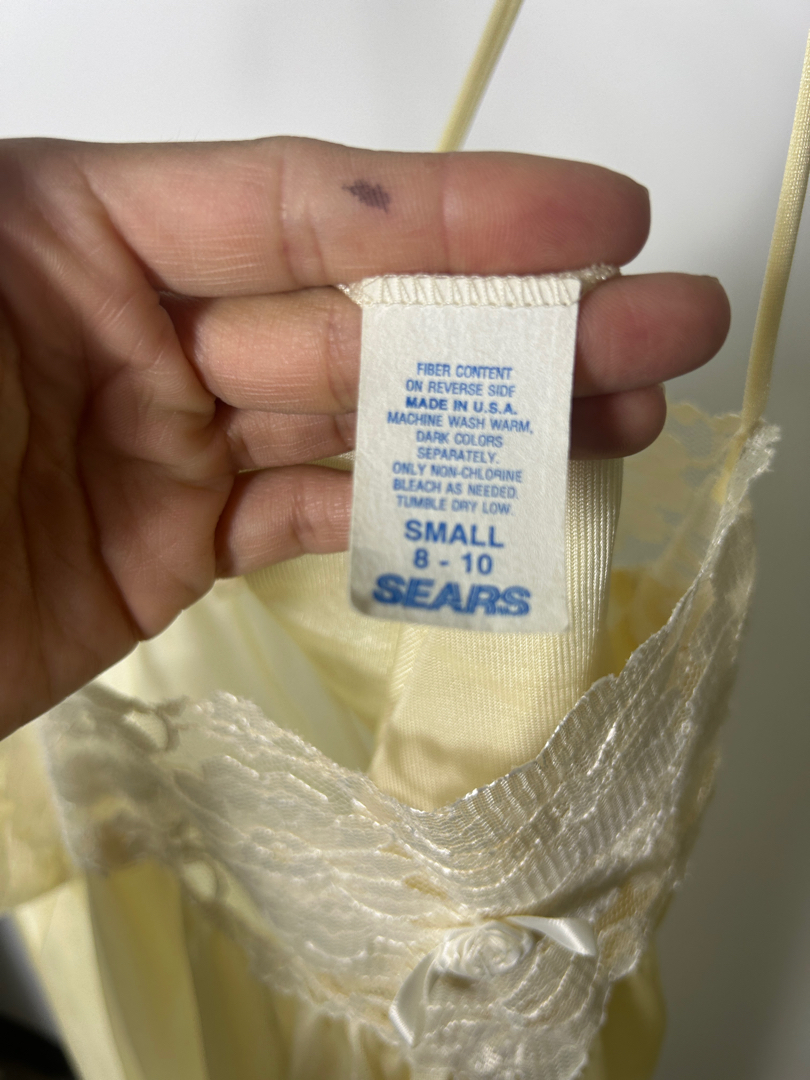 FIBER CONTENT
ON REVERSE SIDE
MADE IN U.S.A.
MACHINE WASH WARM,
DARK COLORS
SEPARATELY.
ONLY NON-CHLORINE
BLEACH AS NEEDED.
TUMBLE DRY LOW.
SMALL
8 - 10
SEARS